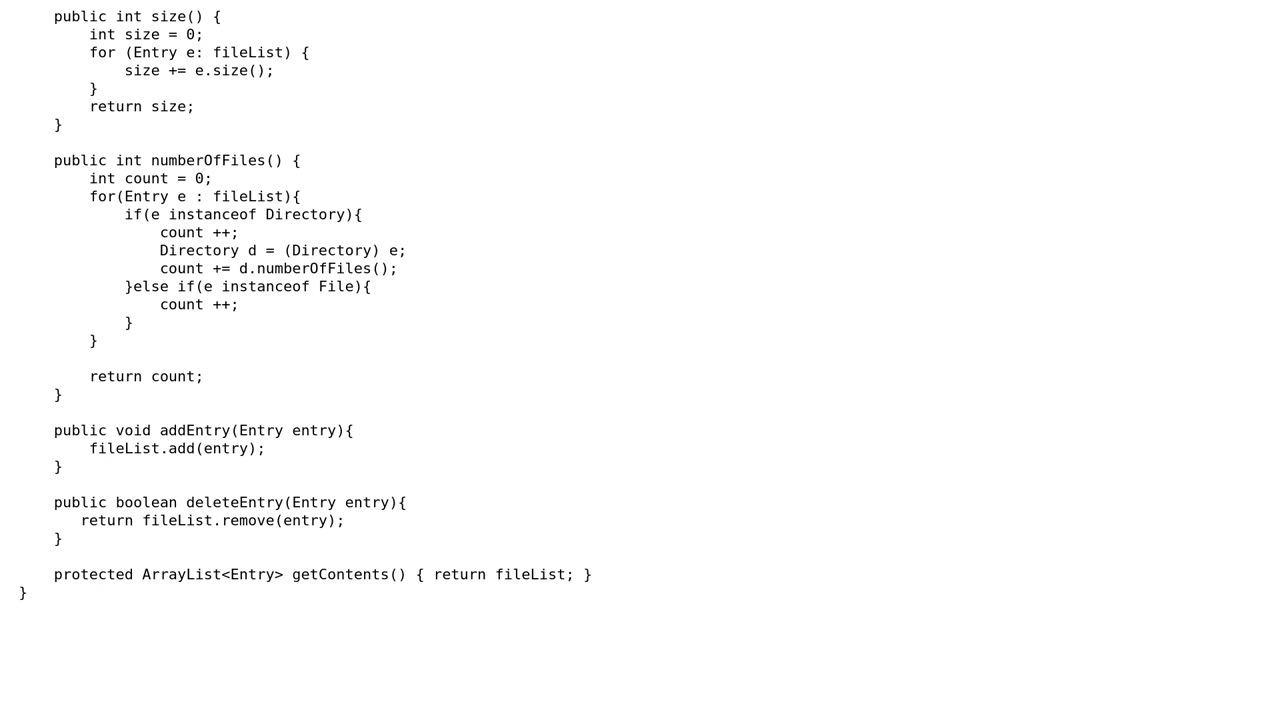 public int size() {
        int size = 0;
        for (Entry e: fileList) {
            size += e.size();
        }
        return size;
    }

    public int numberOfFiles() {
        int count = 0;
        for(Entry e : fileList){
            if(e instanceof Directory){
                count ++;
                Directory d = (Directory) e;
                count += d.numberOfFiles();
            }else if(e instanceof File){
                count ++;
            }
        }

        return count;
    }

    public void addEntry(Entry entry){
        fileList.add(entry);
    }

    public boolean deleteEntry(Entry entry){
       return fileList.remove(entry);
    }

    protected ArrayList<Entry> getContents() { return fileList; }
}